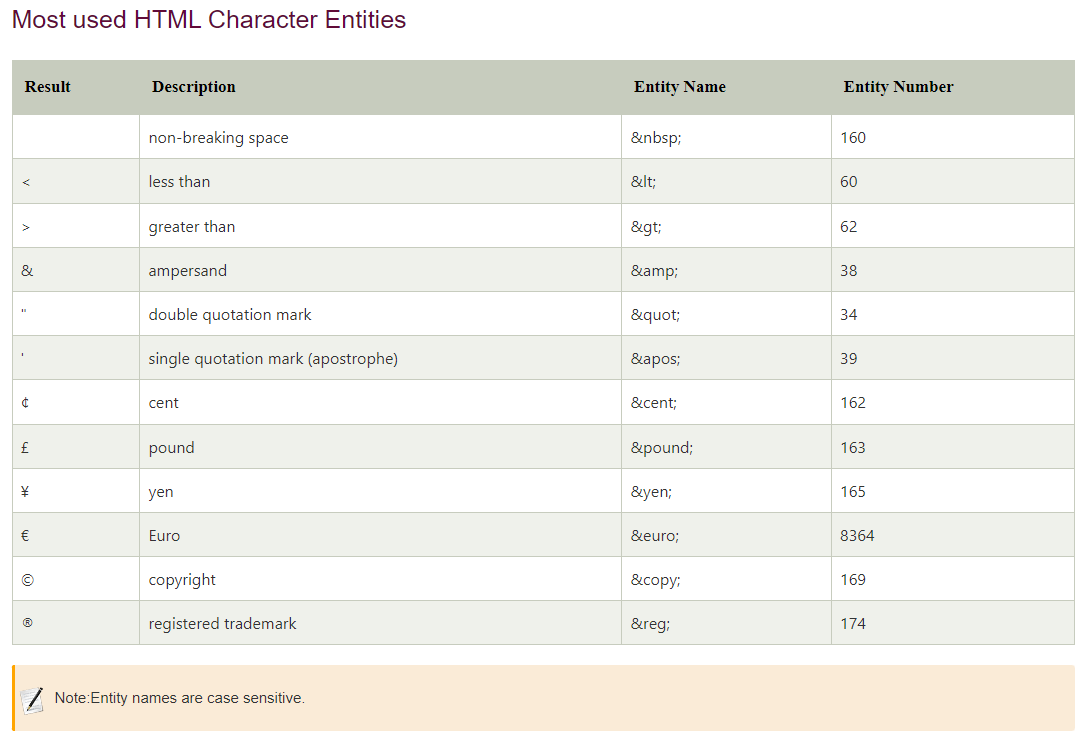 Most used HTML Character Entities
Result Description Entity Name Entity Number
non-breaking space &nbsp; 160
< less than &lt; 60
> greater than &gt; 62
& ampersand &amp; 38
" double quotation mark &quot; 34
' single quotation mark (apostrophe) &apos; 39
¢ cent &cent; 162
£ pound &pound; 163
¥ yen &yen; 165
€ Euro &euro; 8364
© copyright &copy; 169
® registered trademark &reg; 174
Note:Entity names are case sensitive.